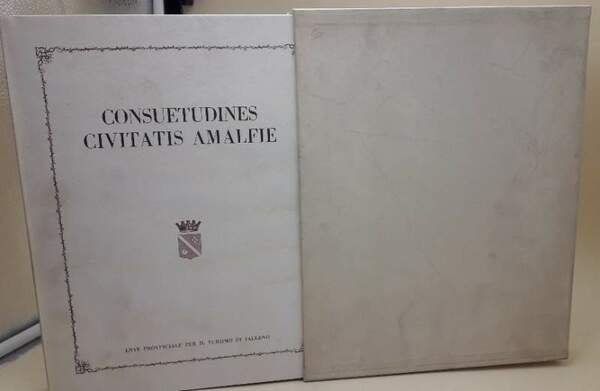 CONSUETUDINES
CIVITATIS AMALFIE
ENTE PROVINCIALE PER IL TURISMO DI SALERNO